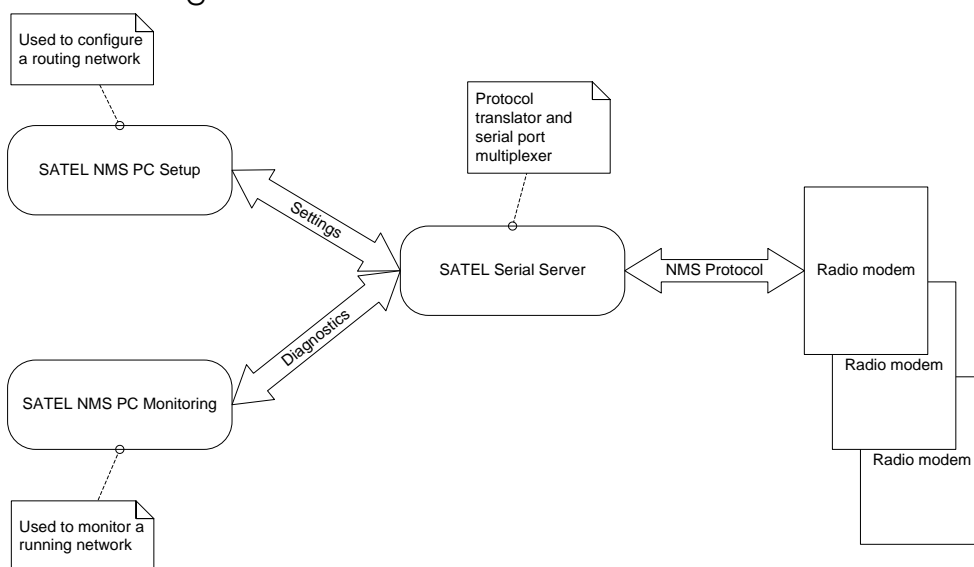 Used to configure
a routing network
SATEL NMS PC Setup
Settings
Protocol
translator and
serial port
multiplexer
SATEL Serial Server
NMS Protocol
Radio modem
Radio modem
Radio modem
Diagnostics
SATEL NMS PC Monitoring
Used to monitor a
running network